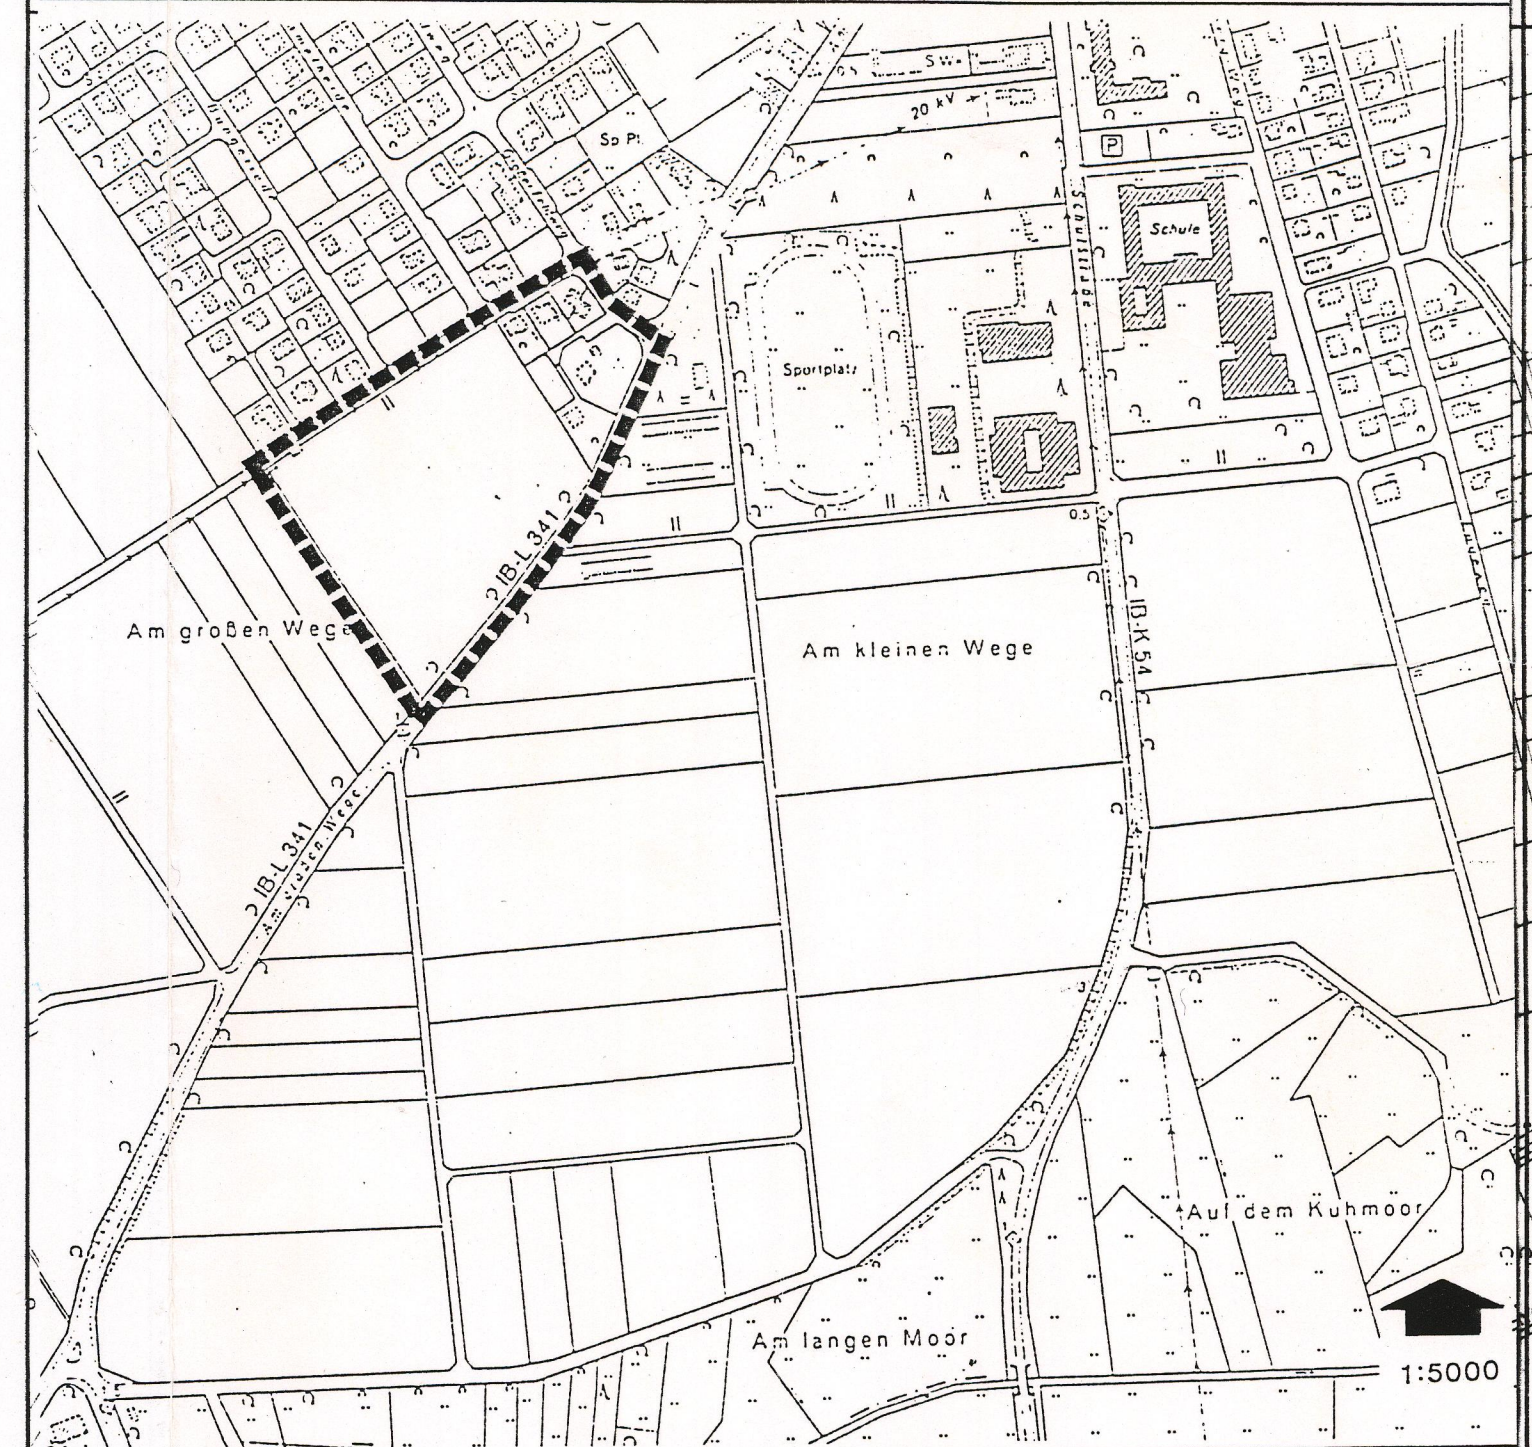 SW.
20 kV
P
Sp Pl.
Schulstraße
Schule
Sportplatz
0.5
IB-L 341
IB-K 54
Am großen Wege
Am kleinen Wege
IB-L 341
Auf dem Kuhmoor
Am langen Moor
1:5000